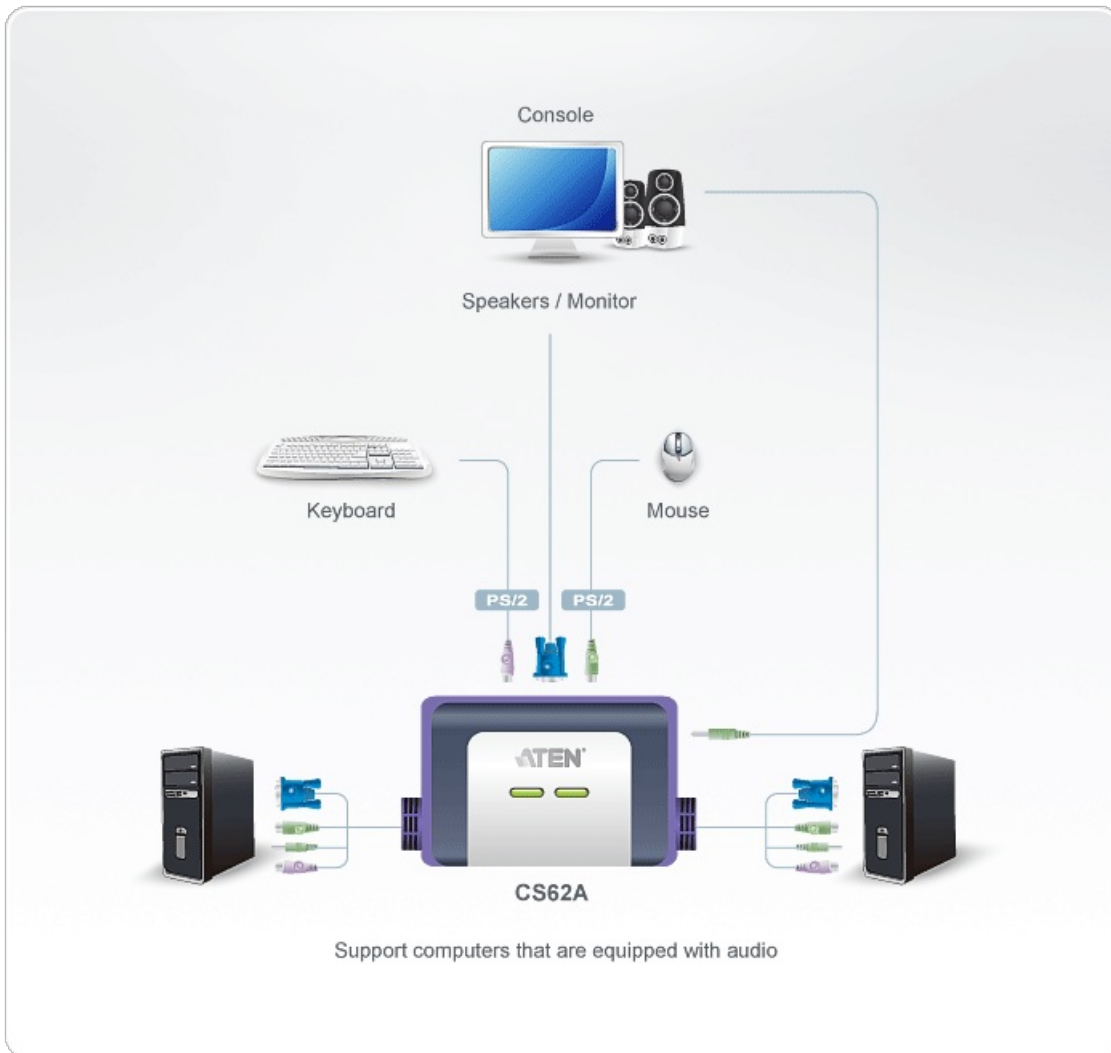 Console
Speakers / Monitor
Keyboard
Mouse
PS/2 PS/2
ATEN
CS62A
Support computers that are equipped with audio